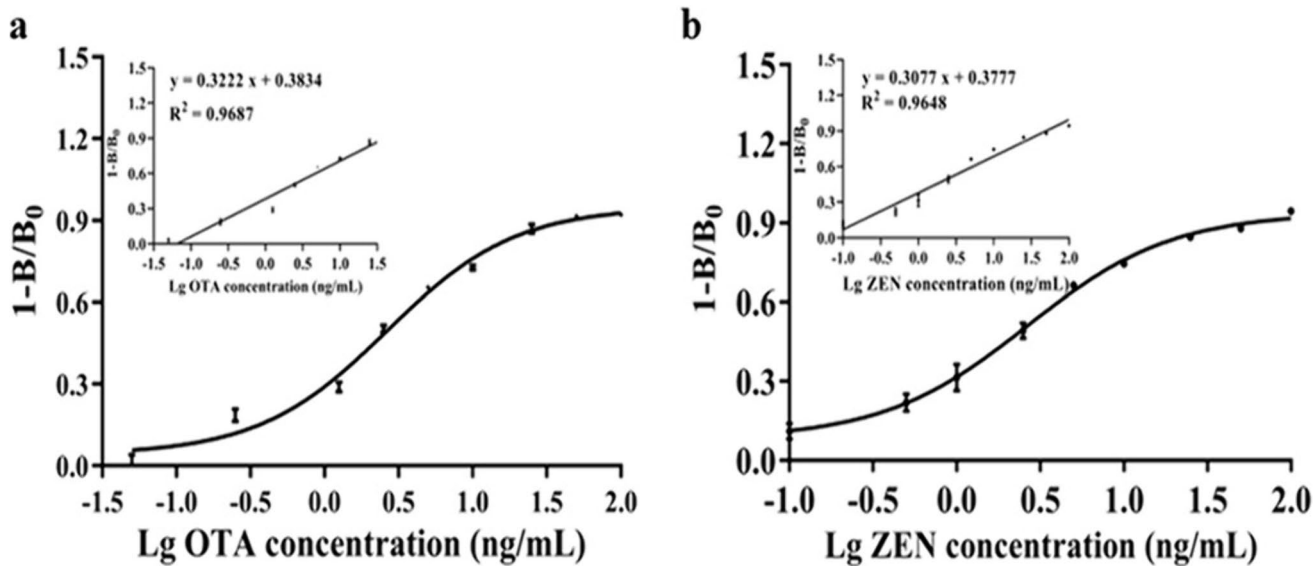 a
1.5
1.2
0.9
0.6
0.3
0.0
1-B/B0
-1.5 -1.0 -0.5 0.0 0.5 1.0 1.5 2.0
Lg OTA concentration (ng/mL)
1.5
1.2
0.9
0.6
0.3
0.0
1-B/B0
y = 0.3222 x + 0.3834
R2 = 0.9687
-1.5 -1.0 -0.5 0.0 0.5 1.0 1.5
Lg OTA concentration (ng/mL)
b
1.5
1.2
0.9
0.6
0.3
0.0
1-B/B0
-1.0 -0.5 0.0 0.5 1.0 1.5 2.0
Lg ZEN concentration (ng/mL)
1.5
1.2
0.9
0.6
0.3
0.0
1-B/B0
y = 0.3077 x + 0.3777
R2 = 0.9648
-1.0 -0.5 0.0 0.5 1.0 1.5 2.0
Lg ZEN concentration (ng/mL)